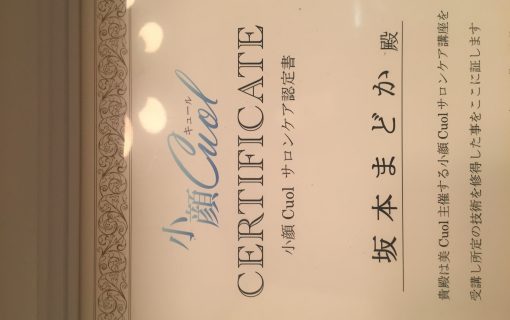 小顔Cuol
キュール
CERTIFICATE
小顔 Cuol サロンケア認定書
坂本まどか 殿
貴殿は美 Cuol 主催する小顔 Cuol サロンケア講座を
受講し所定の技術を修得した事をここに証します